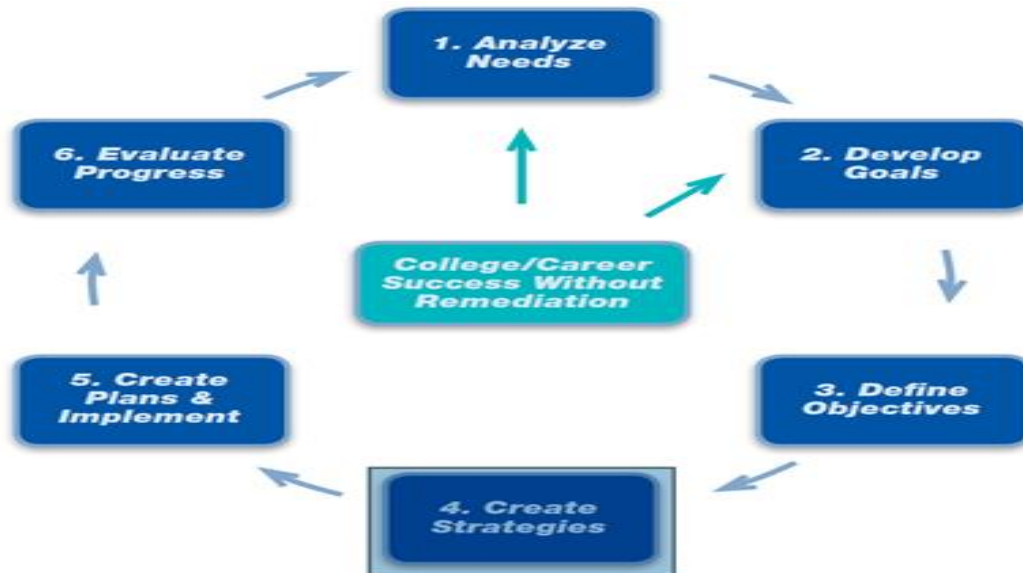 1. Analyze
Needs
2. Develop
Goals
3. Define
Objectives
4. Create
Strategies
5. Create
Plans &
Implement
6. Evaluate
Progress
College/Career
Success Without
Remediation